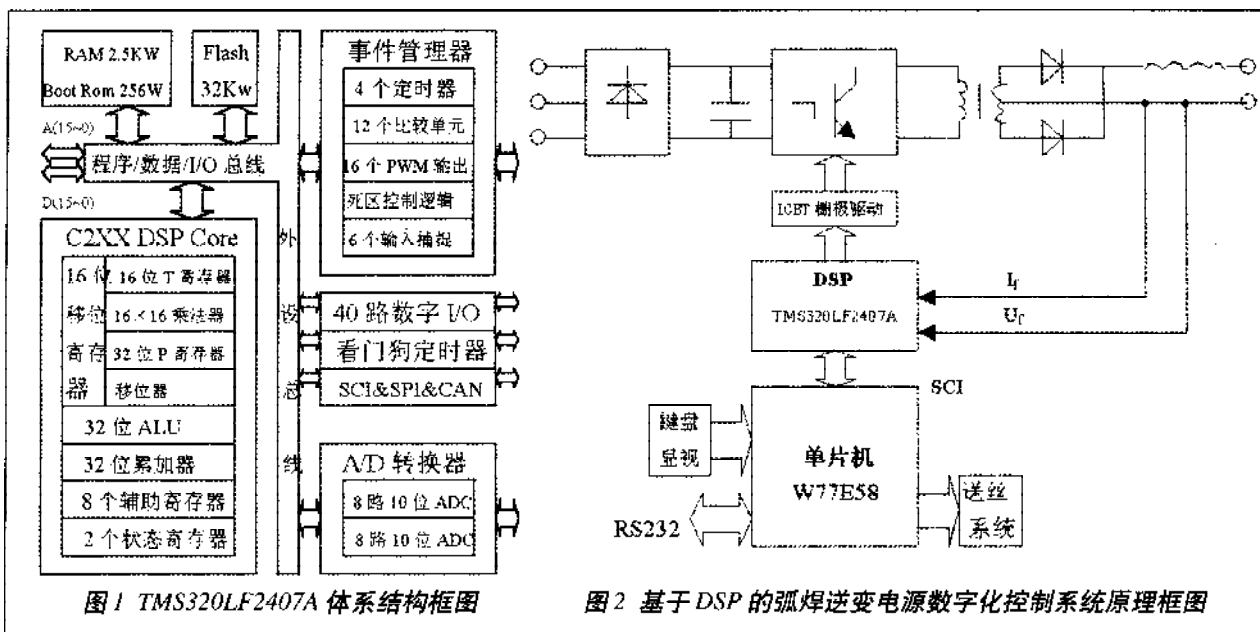 RAM 2.5KW
Boot Rom 256W
Flash
32Kw
A(15~0)
程序/数据/I/O 总线
D(15~0)
C2XX DSP Core
16 位
移位
寄存
器
16 位 T 寄存器
16×16 乘法器
32 位 P 寄存器
移位器
32 位 ALU
32 位累加器
8 个辅助寄存器
2 个状态寄存器
外
设
总
线
事件管理器
4 个定时器
12 个比较单元
16 个 PWM 输出
死区控制逻辑
6 个输入捕捉
40 路数字 I/O
看门狗定时器
SCI&SPI&CAN
A/D 转换器
8 路 10 位 ADC
8 路 10 位 ADC
图 1 TMS320LF2407A 体系结构框图
IGBT 栅极驱动
DSP
TMS320LF2407A
If
Uf
SCI
键盘
显视
单片机
W77E58
RS232
送丝
系统
图 2 基于 DSP 的弧焊逆变电源数字化控制系统原理框图